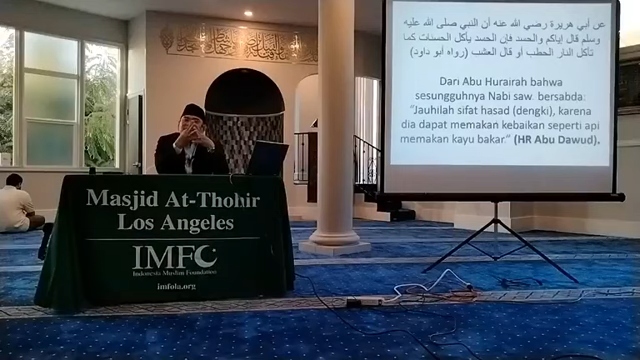 عن أبي هريرة رضي الله عنه أن النبي صلى الله عليه
وسلم قال إياكم والحسد فإن الحسد يأكل الحسنات كما
تأكل النار الحطب أو قال العشب (رواه أبو داود)
Dari Abu Hurairah bahwa
sesungguhnya Nabi saw. bersabda:
“Jauhilah sifat hasad (dengki), karena
dia dapat memakan kebaikan seperti api
memakan kayu bakar.” (HR Abu Dawud).
Masjid At-Thohir
Los Angeles
IMF
Indonesia Muslim Foundation
imfola.org